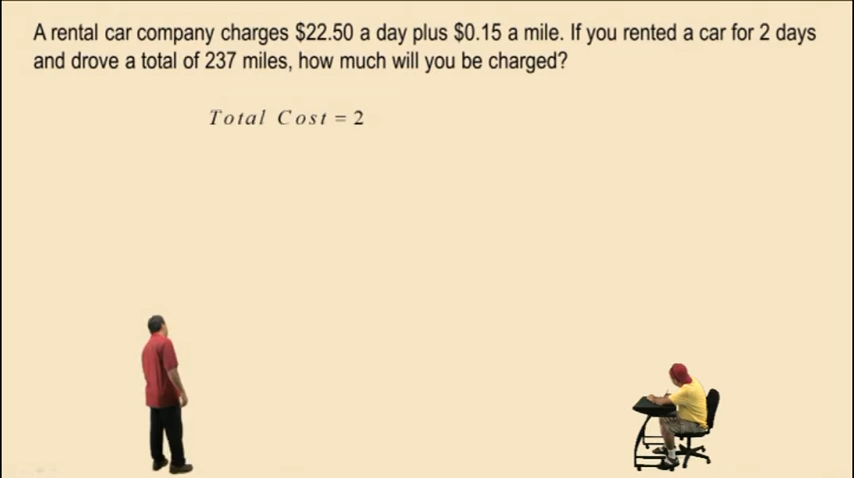 A rental car company charges $22.50 a day plus $0.15 a mile. If you rented a car for 2 days
and drove a total of 237 miles, how much will you be charged?
Total Cost = 2